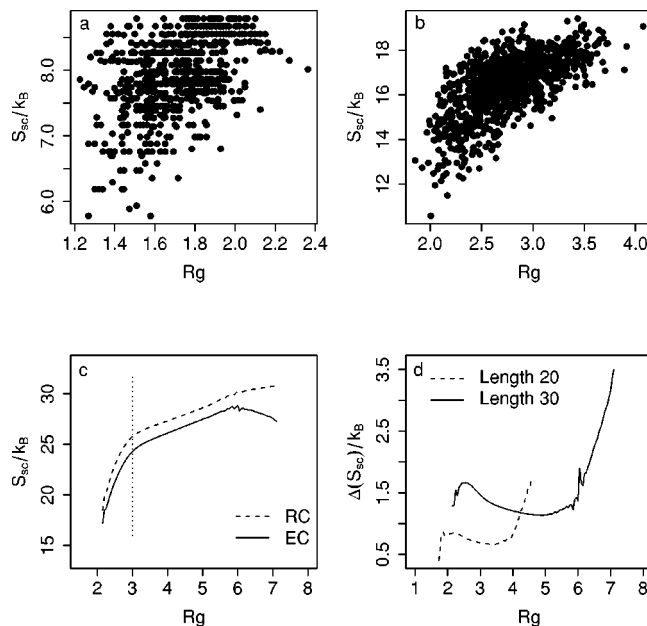 a
S_sc/k_B
6.0 7.0 8.0
1.2 1.4 1.6 1.8 2.0 2.2 2.4
Rg
b
S_sc/k_B
12 14 16 18
2.0 2.5 3.0 3.5 4.0
Rg
c
S_sc/k_B
15 20 25 30
RC
EC
2 3 4 5 6 7 8
Rg
d
Length 20
Length 30
Δ(S_sc)/k_B
0.5 1.5 2.5 3.5
1 2 3 4 5 6 7 8
Rg